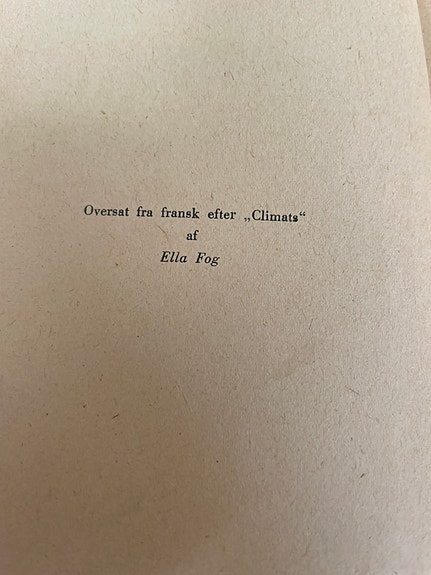 Oversat fra fransk efter „Climats“
af
Ella Fog